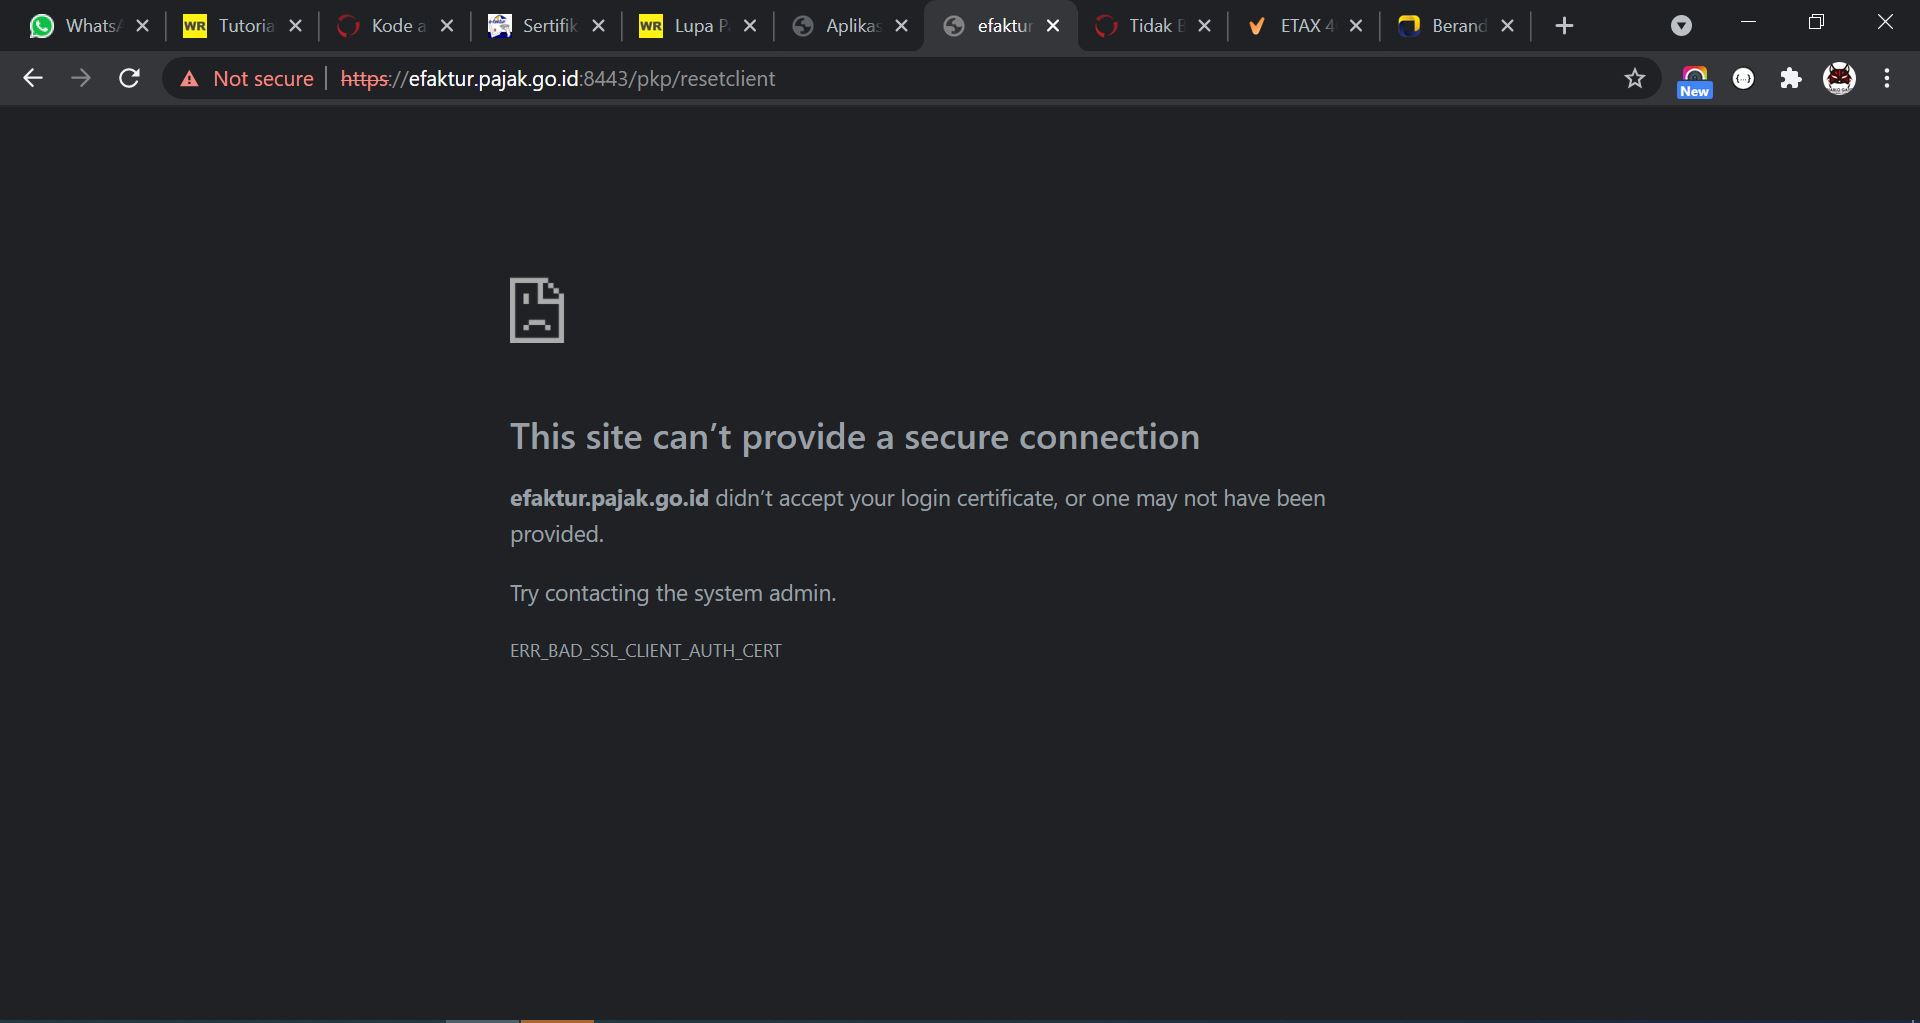 WhatsA
WR Tutoria
Kode a
Sertifik
WR Lupa P
Aplikas
efaktur
Tidak B
ETAX 4
Berand
Not secure https://efaktur.pajak.go.id:8443/pkp/resetclient
New
This site can’t provide a secure connection
efaktur.pajak.go.id didn’t accept your login certificate, or one may not have been
provided.
Try contacting the system admin.
ERR_BAD_SSL_CLIENT_AUTH_CERT